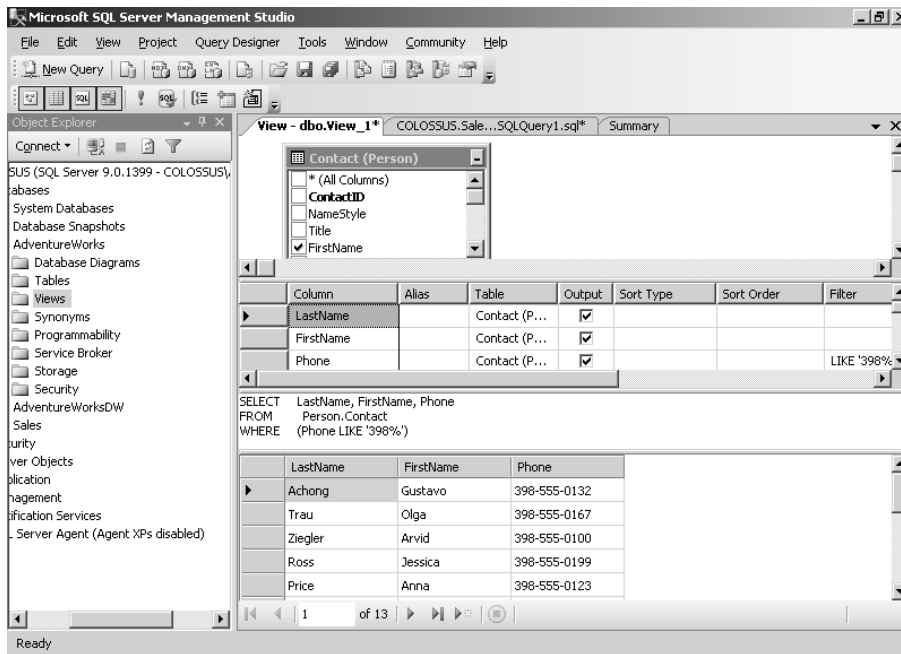 Microsoft SQL Server Management Studio
File Edit View Project Query Designer Tools Window Community Help
New Query
SQL
Object Explorer
View - dbo.View_1* COLOSSUS.Sale...SQLQuery1.sql* Summary
Connect
SUS (SQL Server 9.0.1399 - COLOSSUS\
tabases
System Databases
Database Snapshots
AdventureWorks
Database Diagrams
Tables
Views
Synonyms
Programmability
Service Broker
Storage
Security
AdventureWorksDW
Sales
curity
ver Objects
plication
nagement
tification Services
L Server Agent (Agent XPs disabled)
Contact (Person)
* (All Columns)
ContactID
NameStyle
Title
FirstName
Column Alias Table Output Sort Type Sort Order Filter
LastName Contact (P...
FirstName Contact (P...
Phone Contact (P... LIKE '398%
SELECT LastName, FirstName, Phone
FROM Person.Contact
WHERE (Phone LIKE '398%')
LastName FirstName Phone
Achong Gustavo 398-555-0132
Trau Olga 398-555-0167
Ziegler Arvid 398-555-0100
Ross Jessica 398-555-0199
Price Anna 398-555-0123
1 of 13
Ready